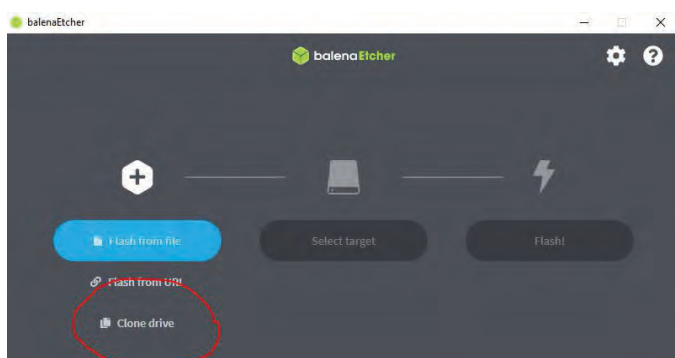 balenaEtcher
balenaEtcher
Flash from file
Select target
Flash!
Flash from URL
Clone drive